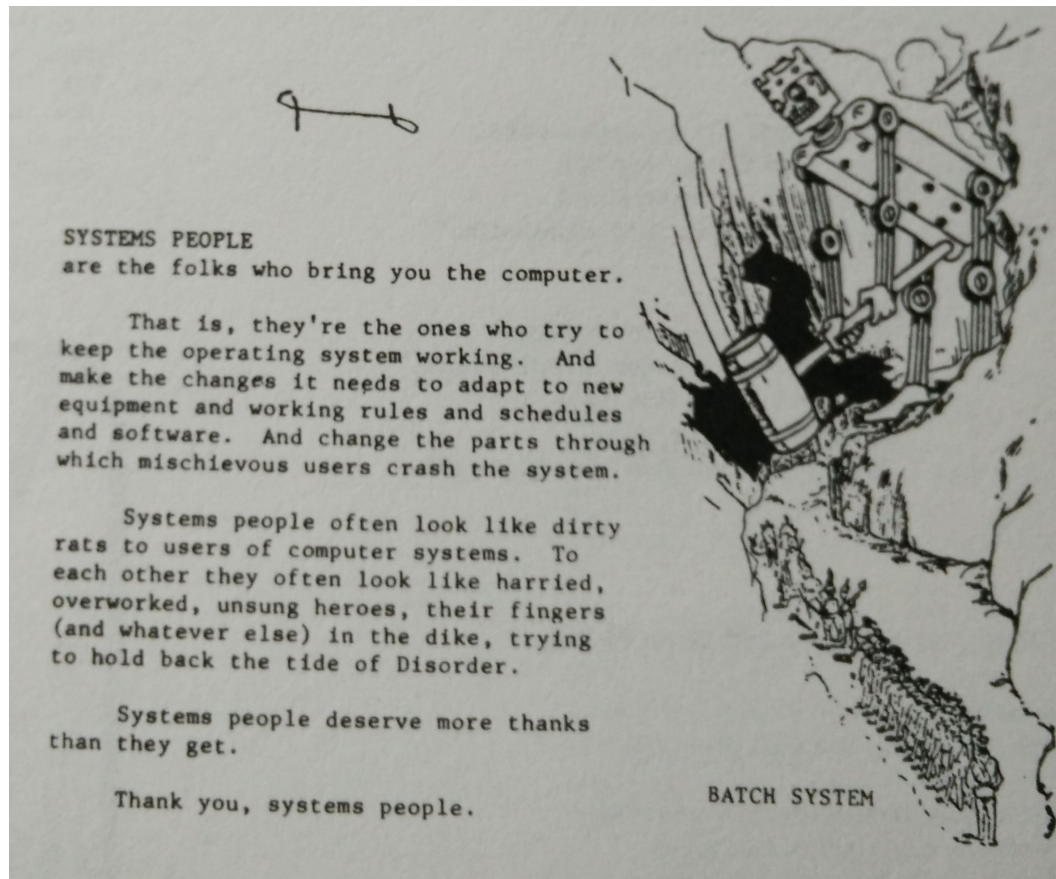 SYSTEMS PEOPLE
are the folks who bring you the computer.
That is, they're the ones who try to
keep the operating system working. And
make the changes it needs to adapt to new
equipment and working rules and schedules
and software. And change the parts through
which mischievous users crash the system.
Systems people often look like dirty
rats to users of computer systems. To
each other they often look like harried,
overworked, unsung heroes, their fingers
(and whatever else) in the dike, trying
to hold back the tide of Disorder.
Systems people deserve more thanks
than they get.
Thank you, systems people.
BATCH SYSTEM